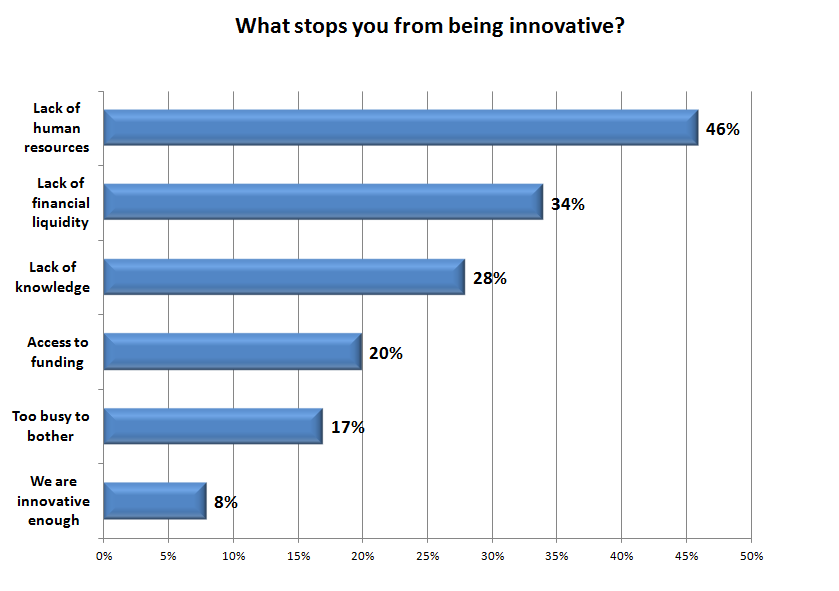 What stops you from being innovative?
Lack of
human
resources
46%
Lack of
financial
liquidity
34%
Lack of
knowledge
28%
Access to
funding
20%
Too busy to
bother
17%
We are
innovative
enough
8%
0% 5% 10% 15% 20% 25% 30% 35% 40% 45% 50%